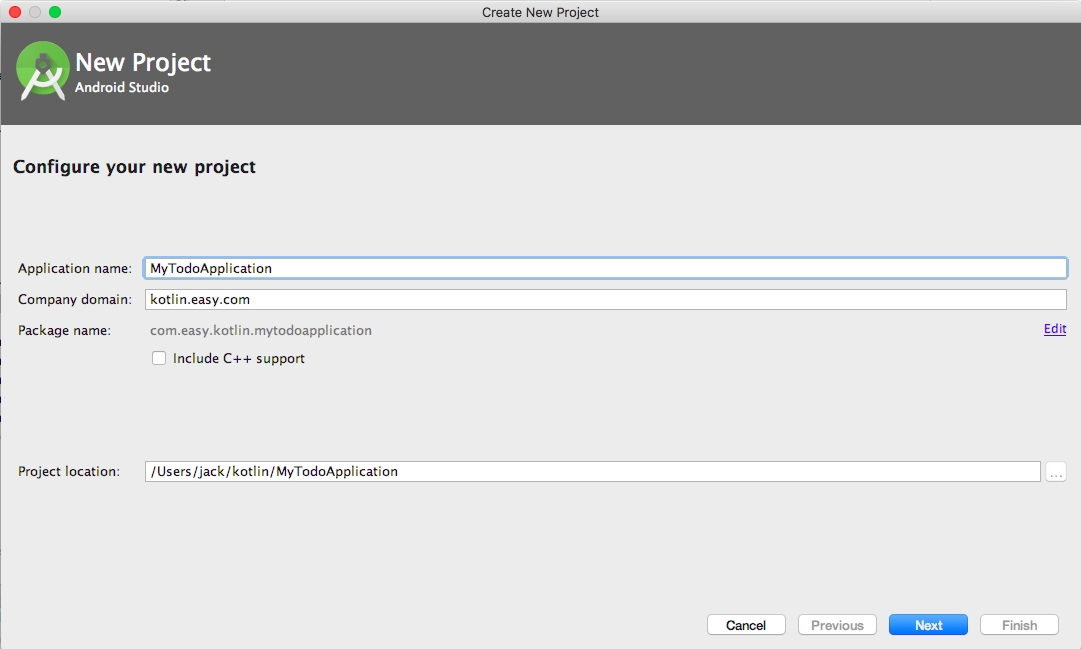 Create New Project
New Project
Android Studio
Configure your new project
Application name: MyTodoApplication
Company domain: kotlin.easy.com
Package name: com.easy.kotlin.mytodoapplication Edit
Include C++ support
Project location: /Users/jack/kotlin/MyTodoApplication ...
Cancel Previous Next Finish